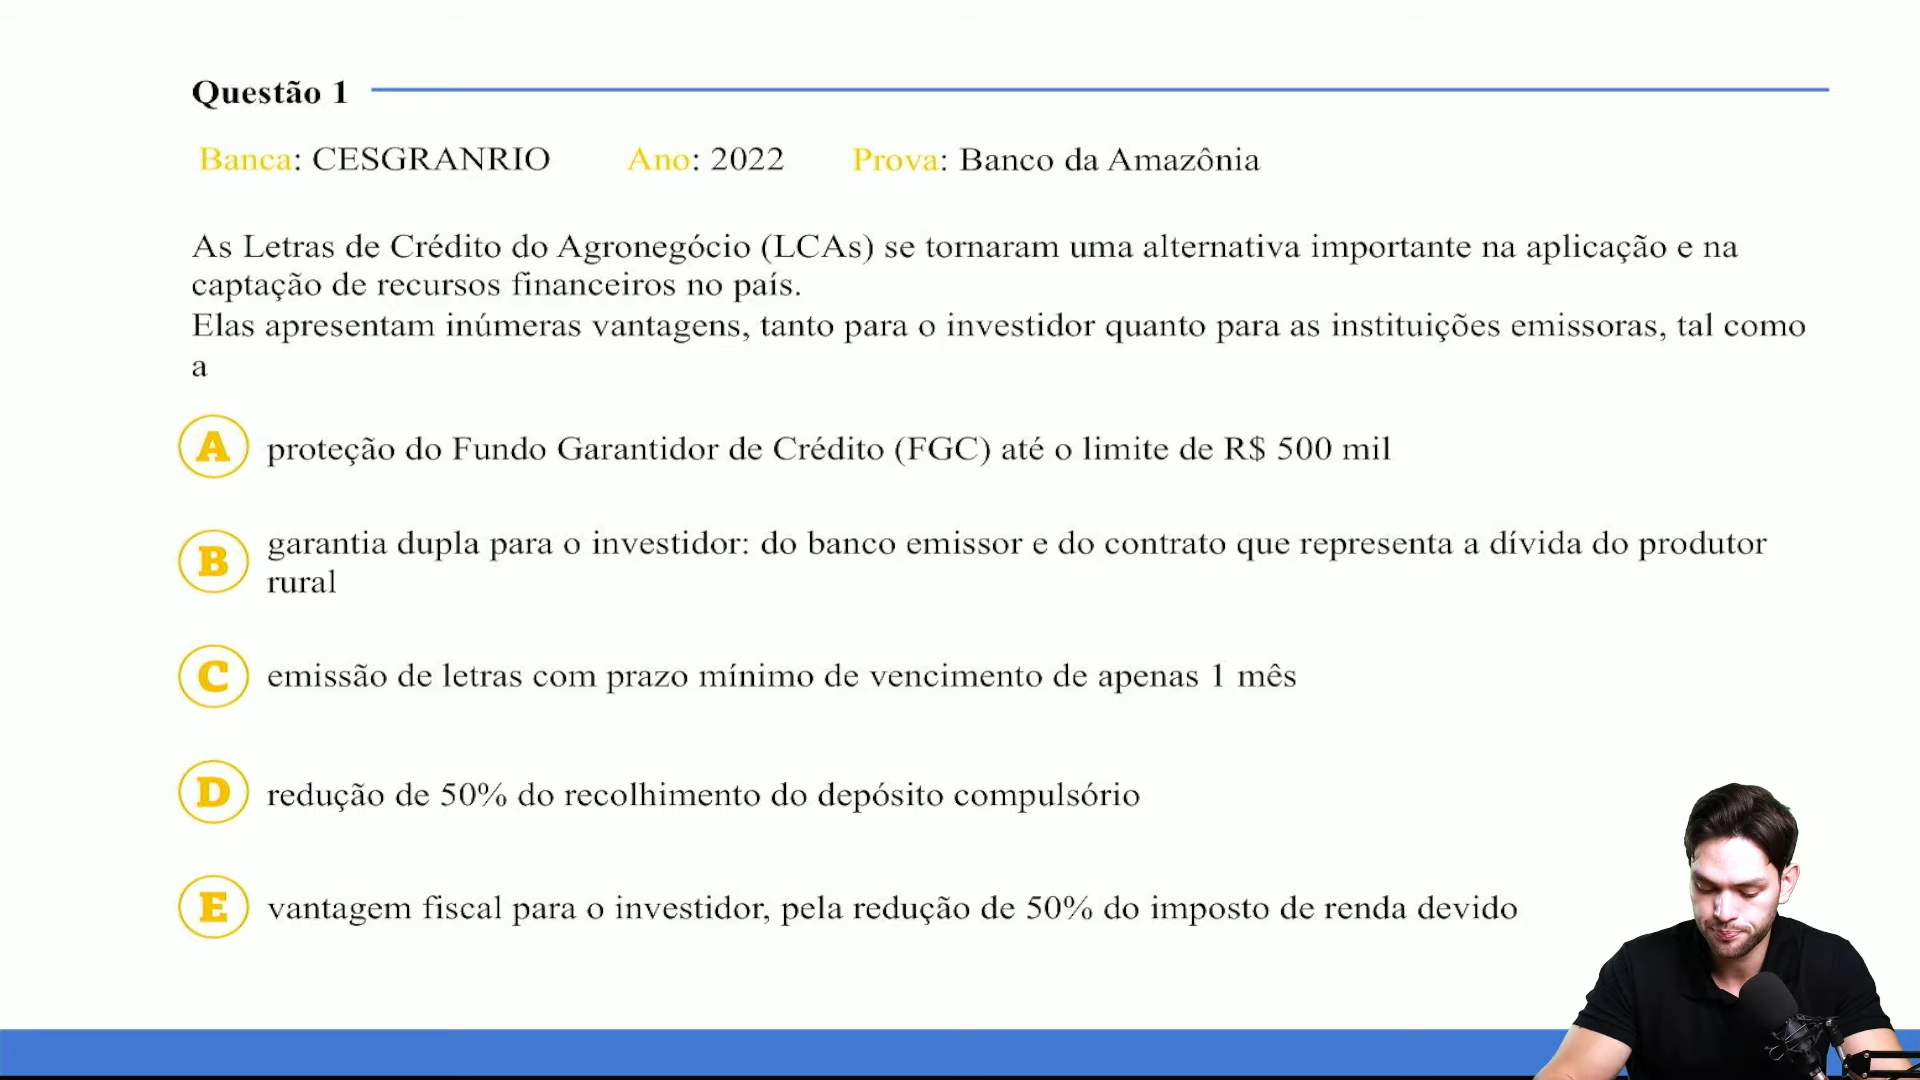 Questão 1
Banca: CESGRANRIO Ano: 2022 Prova: Banco da Amazônia
As Letras de Crédito do Agronegócio (LCAs) se tornaram uma alternativa importante na aplicação e na
captação de recursos financeiros no país.
Elas apresentam inúmeras vantagens, tanto para o investidor quanto para as instituições emissoras, tal como
a
A proteção do Fundo Garantidor de Crédito (FGC) até o limite de R$ 500 mil
B garantia dupla para o investidor: do banco emissor e do contrato que representa a dívida do produtor
rural
C emissão de letras com prazo mínimo de vencimento de apenas 1 mês
D redução de 50% do recolhimento do depósito compulsório
E vantagem fiscal para o investidor, pela redução de 50% do imposto de renda devido